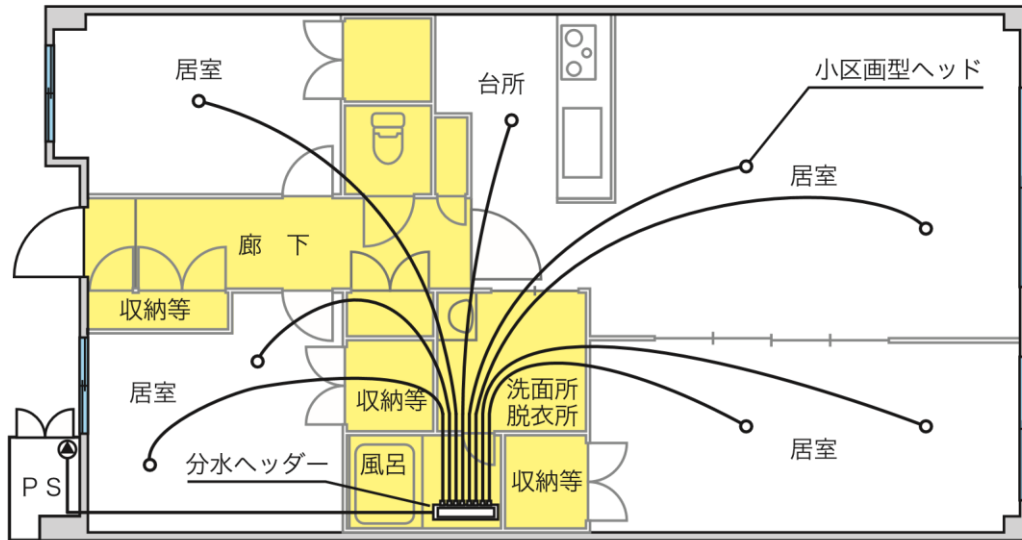 居室
台所
小区画型ヘッド
居室
廊　下
収納等
居室
収納等
洗面所
脱衣所
居室
分水ヘッダー
風呂
収納等
ＰＳ